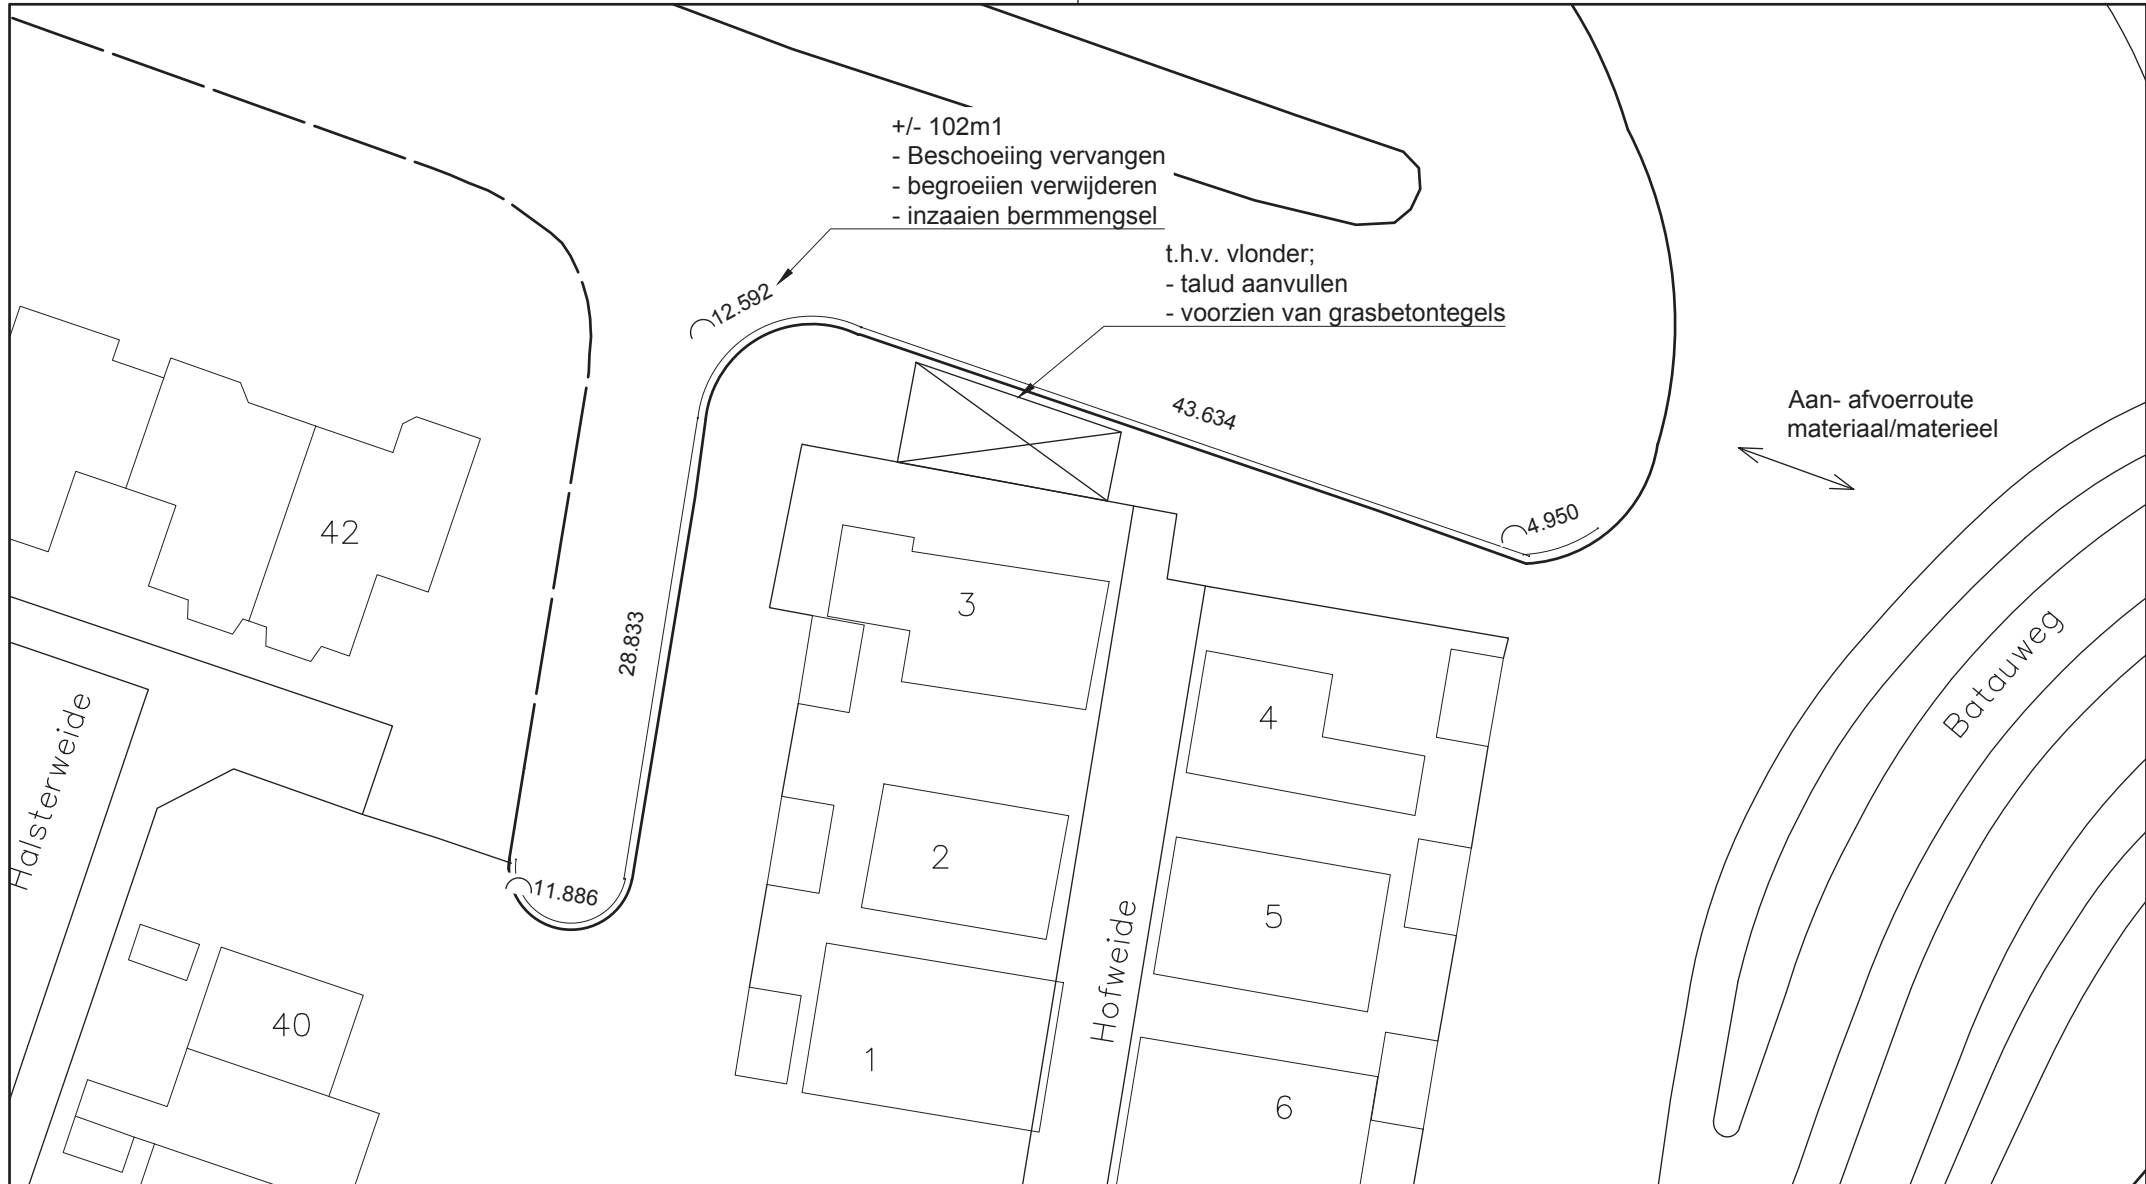 +/- 102m1
- Beschoeiing vervangen
- begroeiien verwijderen
- inzaaien bermmengsel
t.h.v. vlonder;
- talud aanvullen
- voorzien van grasbetontegels
12.592
43.634
Aan- afvoerroute
materiaal/materieel
4.950
42
3
28.833
4
Batauweg
Halsterweide
2
11.886
5
Hofweide
40
1
6